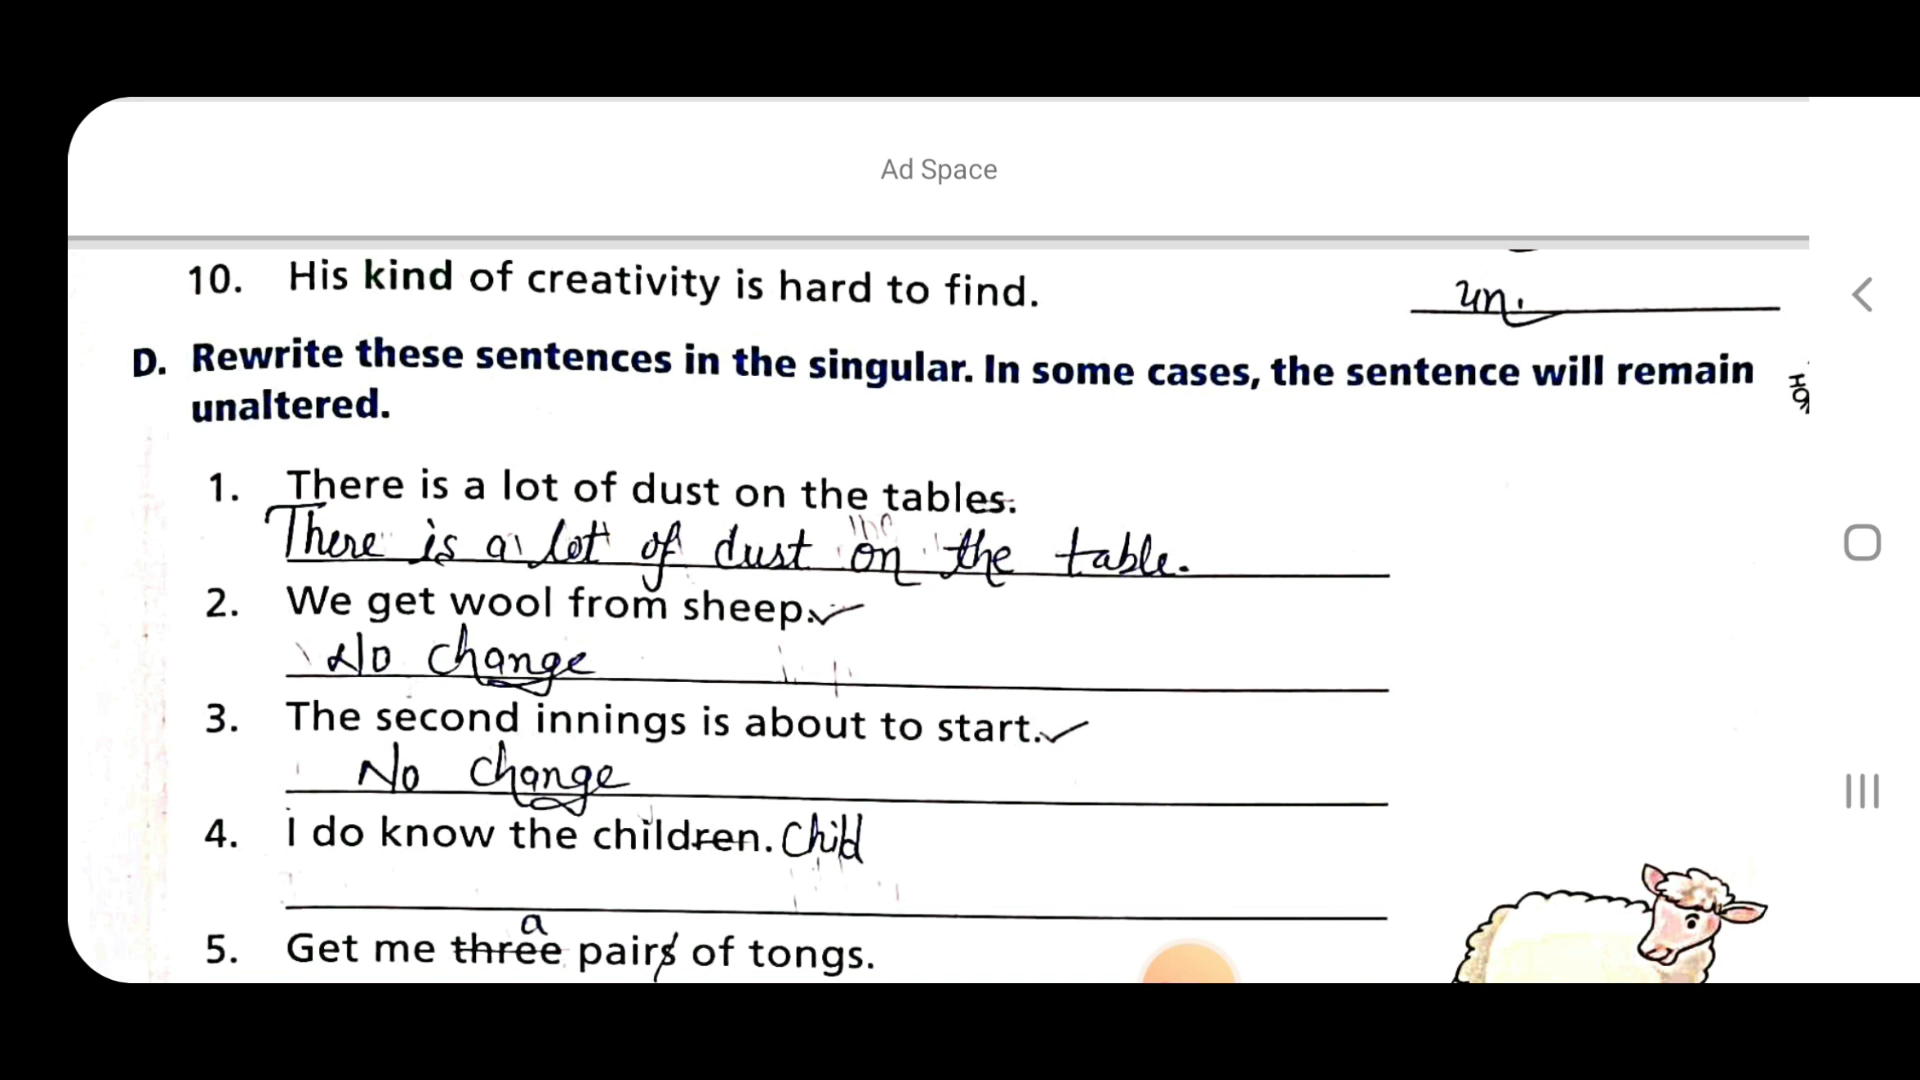 Ad Space
10. His kind of creativity is hard to find.
un.
D. Rewrite these sentences in the singular. In some cases, the sentence will remain
unaltered.
1. There is a lot of dust on the tables.
There is a lot of dust on the table.
2. We get wool from sheep.
No change
3. The second innings is about to start.
No change
4. I do know the children. Child
a
5. Get me three pairs of tongs.